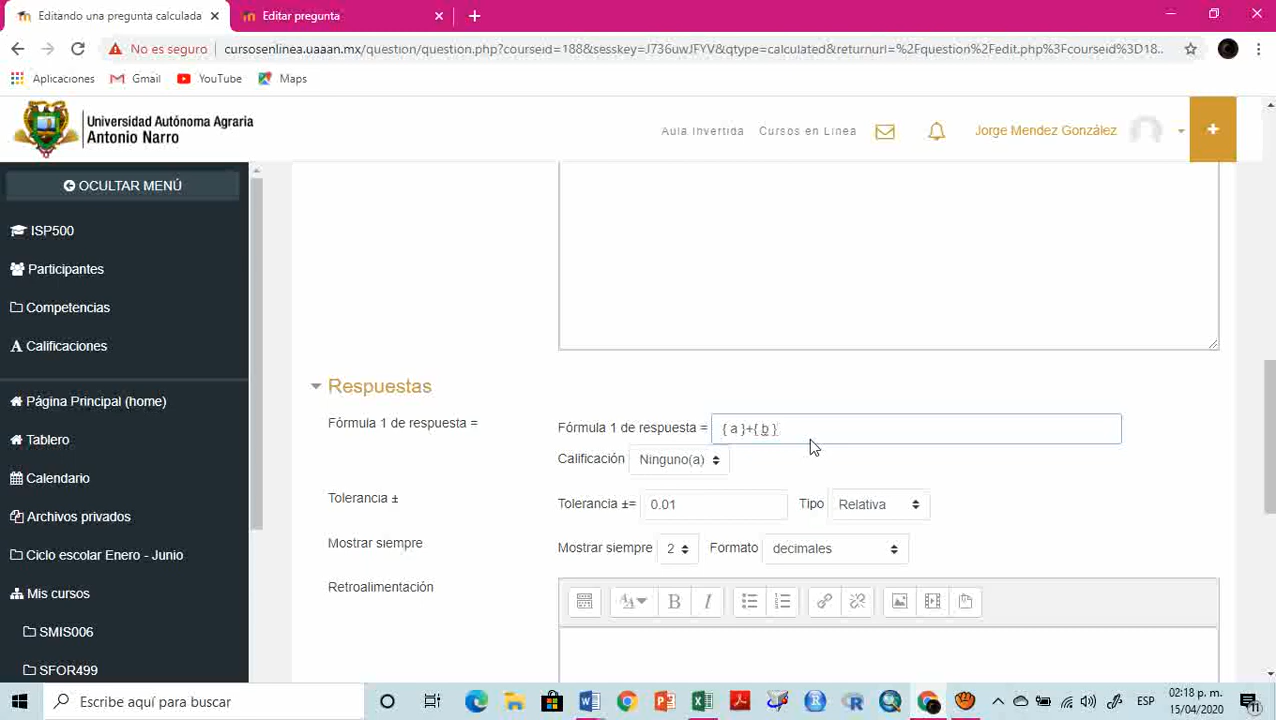 Editando una pregunta calculada
Editar pregunta
No es seguro
cursosenlinea.uaaan.mx/question/question.php?courseid=188&sesskey=J736uwJFYV&qtype=calculated&returnurl=%2Fquestion%2Fedit.php%3Fcourseid%3D18...
Aplicaciones
Gmail
YouTube
Maps
Universidad Autónoma Agraria
Antonio Narro
Aula Invertida
Cursos en Linea
Jorge Mendez González
OCULTAR MENÚ
ISP500
Participantes
Competencias
Calificaciones
Página Principal (home)
Tablero
Calendario
Archivos privados
Ciclo escolar Enero - Junio
Mis cursos
SMIS006
SFOR499
Respuestas
Fórmula 1 de respuesta =
Fórmula 1 de respuesta = { a }+{ b }
Calificación Ninguno(a)
Tolerancia ±
Tolerancia ±= 0.01 Tipo Relativa
Mostrar siempre
Mostrar siempre 2 Formato decimales
Retroalimentación
B I
Escribe aquí para buscar
ESP
02:18 p. m.
15/04/2020